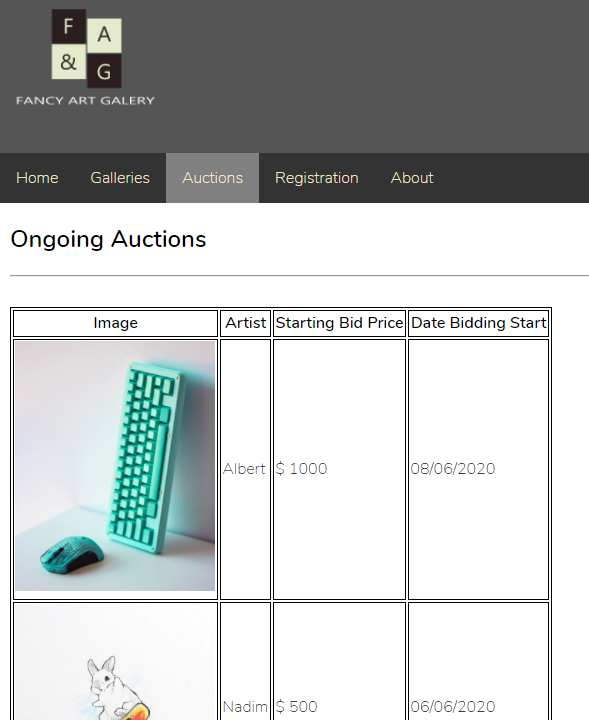 F
A
&
G
FANCY ART GALERY
Home Galleries Auctions Registration About
Ongoing Auctions
Image Artist Starting Bid Price Date Bidding Start
Albert $ 1000 08/06/2020
Nadim $ 500 06/06/2020